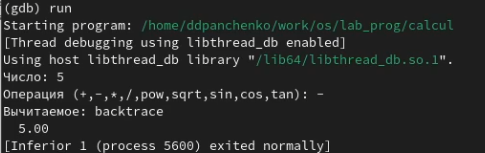 (gdb) run
Starting program: /home/ddpanchenko/work/os/lab_prog/calcul
[Thread debugging using libthread_db enabled]
Using host libthread_db library "/lib64/libthread_db.so.1".
Число: 5
Операция (+,-,*,/,pow,sqrt,sin,cos,tan): -
Вычитаемое: backtrace
  5.00
[Inferior 1 (process 5600) exited normally]